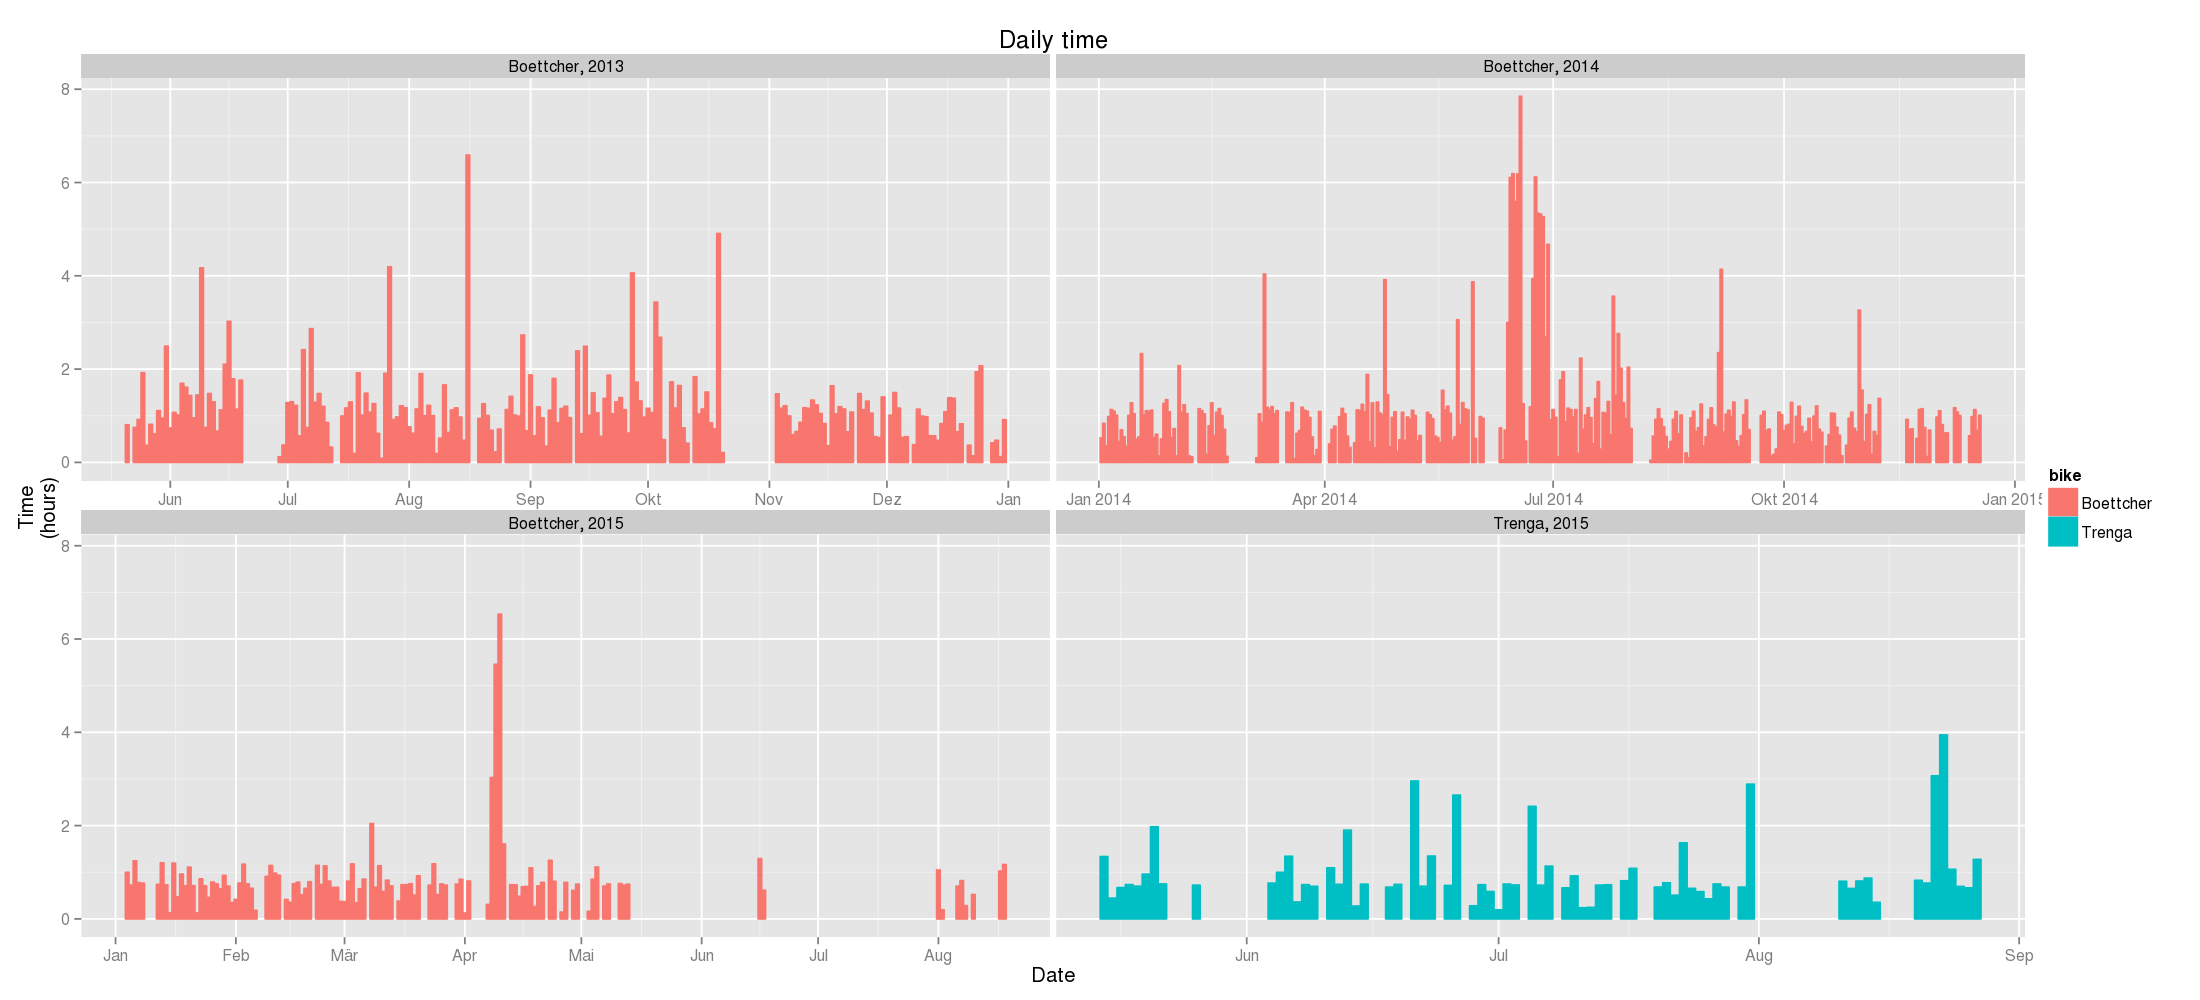 Daily time
Boettcher, 2013
Boettcher, 2014
8
6
4
2
0
Jun Jul Aug Sep Okt Nov Dez Jan
Jan 2014 Apr 2014 Jul 2014 Okt 2014 Jan 2015
Time
(hours)
Boettcher, 2015
Trenga, 2015
8
6
4
2
0
Jan Feb Mär Apr Mai Jun Jul Aug
Jun Jul Aug Sep
Date
bike
Boettcher
Trenga